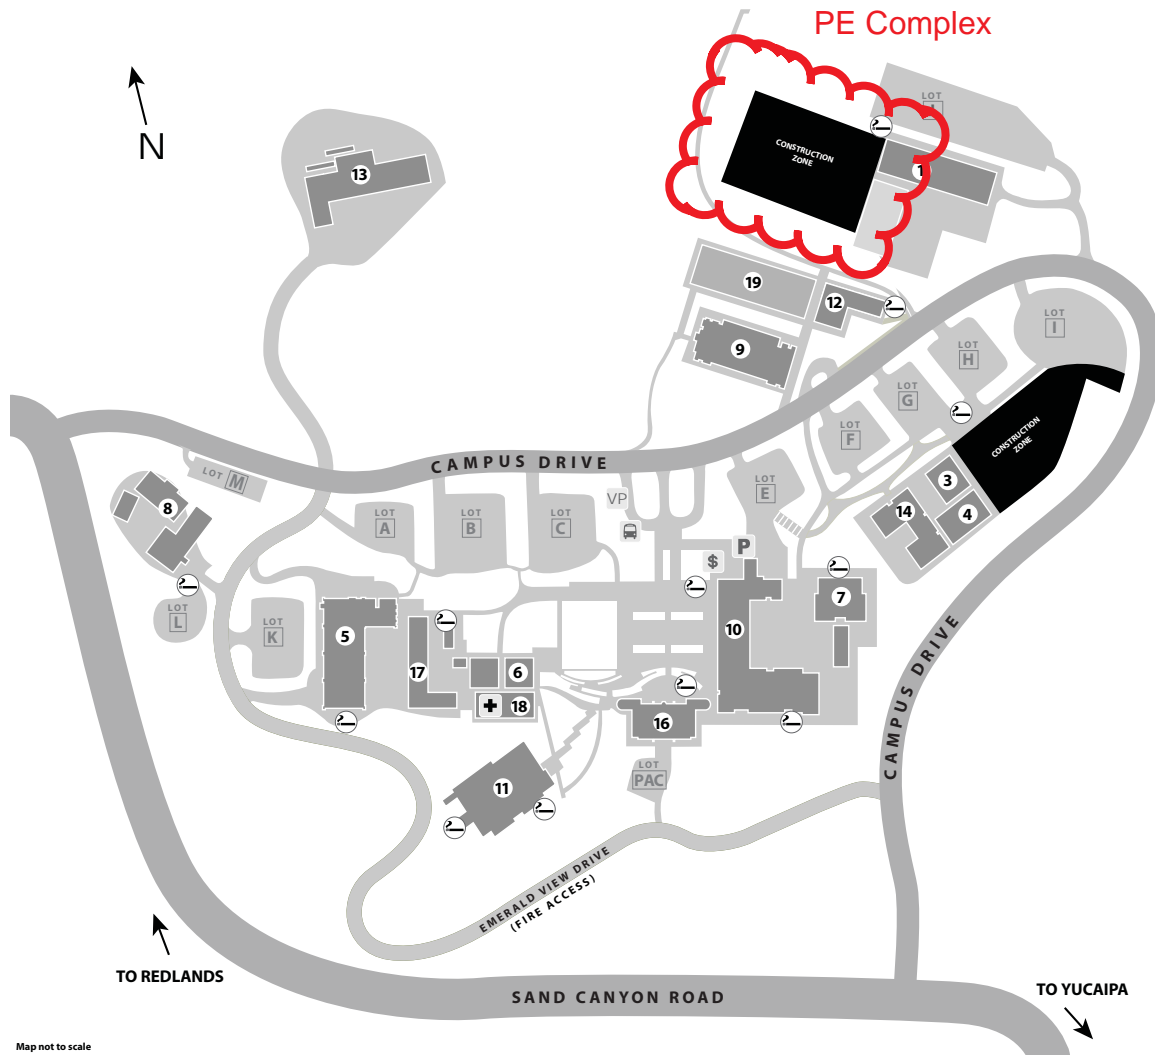 PE Complex
N
LOT
CONSTRUCTION
ZONE
13
1
19
12
9
LOT
I
LOT
H
LOT
G
LOT
F
CONSTRUCTION
ZONE
CAMPUS DRIVE
LOT M
LOT
E
3
4
14
8
VP
LOT
A
LOT
B
LOT
C
P
$
LOT
L
LOT
K
5
17
6
18
10
7
16
LOT
PAC
11
CAMPUS DRIVE
EMERALD VIEW DRIVE
(FIRE ACCESS)
TO REDLANDS
SAND CANYON ROAD
TO YUCAIPA
Map not to scale